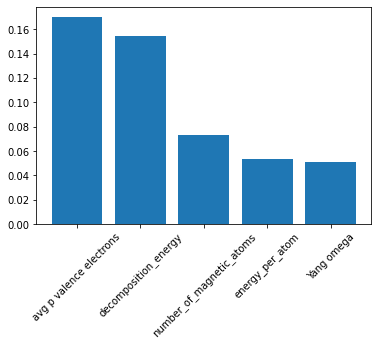 0.16
0.14
0.12
0.10
0.08
0.06
0.04
0.02
0.00
avg p valence electrons
decomposition_energy
number_of_magnetic_atoms
energy_per_atom
Yang omega